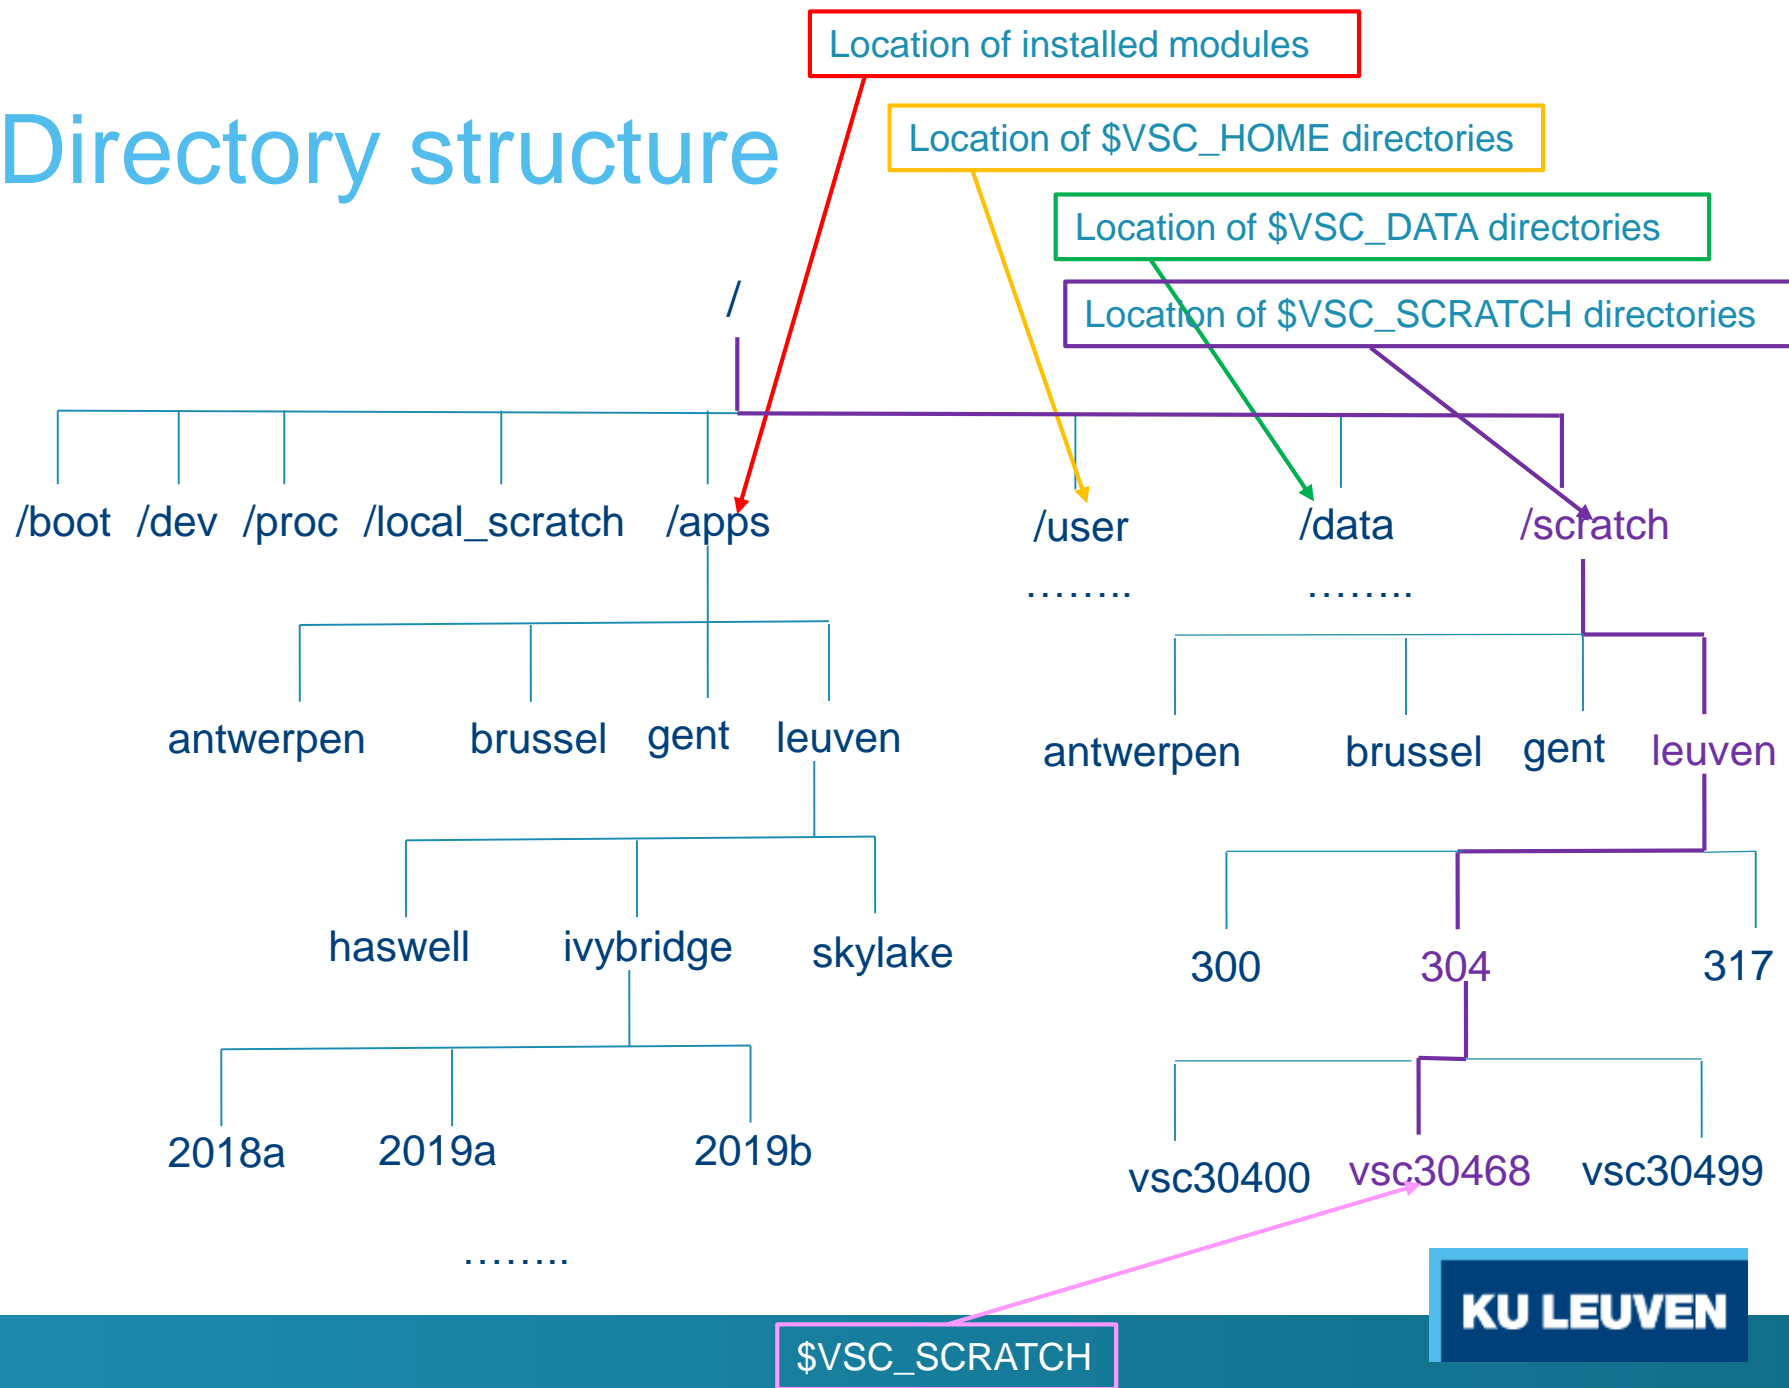 Location of installed modules
Directory structure
Location of $VSC_HOME directories
Location of $VSC_DATA directories
/
Location of $VSC_SCRATCH directories
/boot /dev /proc /local_scratch /apps /user /data /scratch
........ ........
antwerpen brussel gent leuven antwerpen brussel gent leuven
haswell ivybridge skylake 300 304 317
2018a 2019a 2019b vsc30400 vsc30468 vsc30499
........
KU LEUVEN
$VSC_SCRATCH